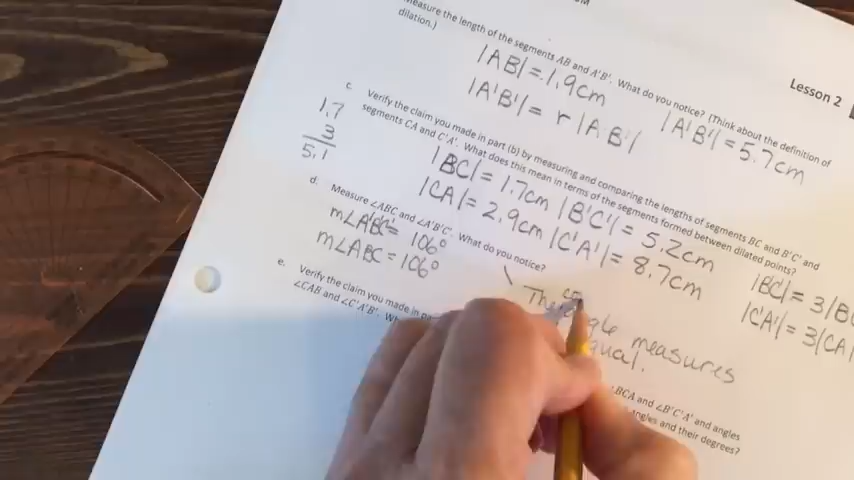 Lesson 2
Measure the length of the segments AB and A'B'. What do you notice? (Think about the definition of
dilation.)
|AB| = 1.9cm |A'B'| = 5.7cm
|A'B'| = r|A B|
c. Verify the claim you made in part (b) by measuring and comparing the lengths of segments BC and B'C' and
segments CA and C'A'. What does this mean in terms of the segments formed between dilated points?
1.7
3
5.1
|BC| = 1.7cm |B'C'| = 5.2cm
|CA| = 2.9cm |C'A'| = 8.7cm
|BC| = 3|BC
|C'A'| = 3|CA
d. Measure ∠ABC and ∠A'B'C'. What do you notice?
m∠A'B'C' = 106°
m∠ABC = 106°
The angle measures
equal.
e. Verify the claim you made in part
∠BCA and ∠B'C'A' and angles
∠CAB and ∠C'A'B'.
angles and their degrees?